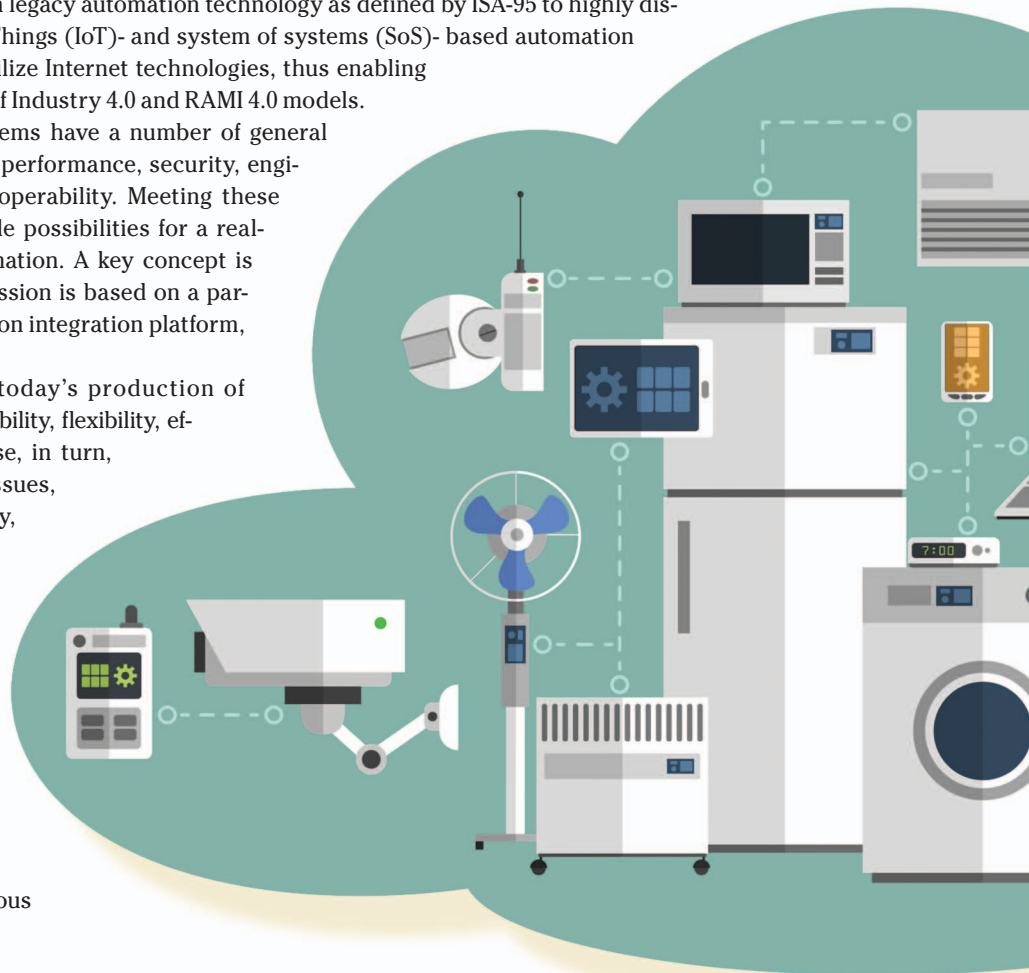 legacy automation technology as defined by ISA-95 to highly dis-
Things (IoT)- and system of systems (SoS)- based automation
ilize Internet technologies, thus enabling
f Industry 4.0 and RAMI 4.0 models.
ems have a number of general
performance, security, engi-
operability. Meeting these
le possibilities for a real-
mation. A key concept is
ssion is based on a par-
on integration platform,
today’s production of
bility, flexibility, ef-
se, in turn,
ssues,
y,
7:00
ous